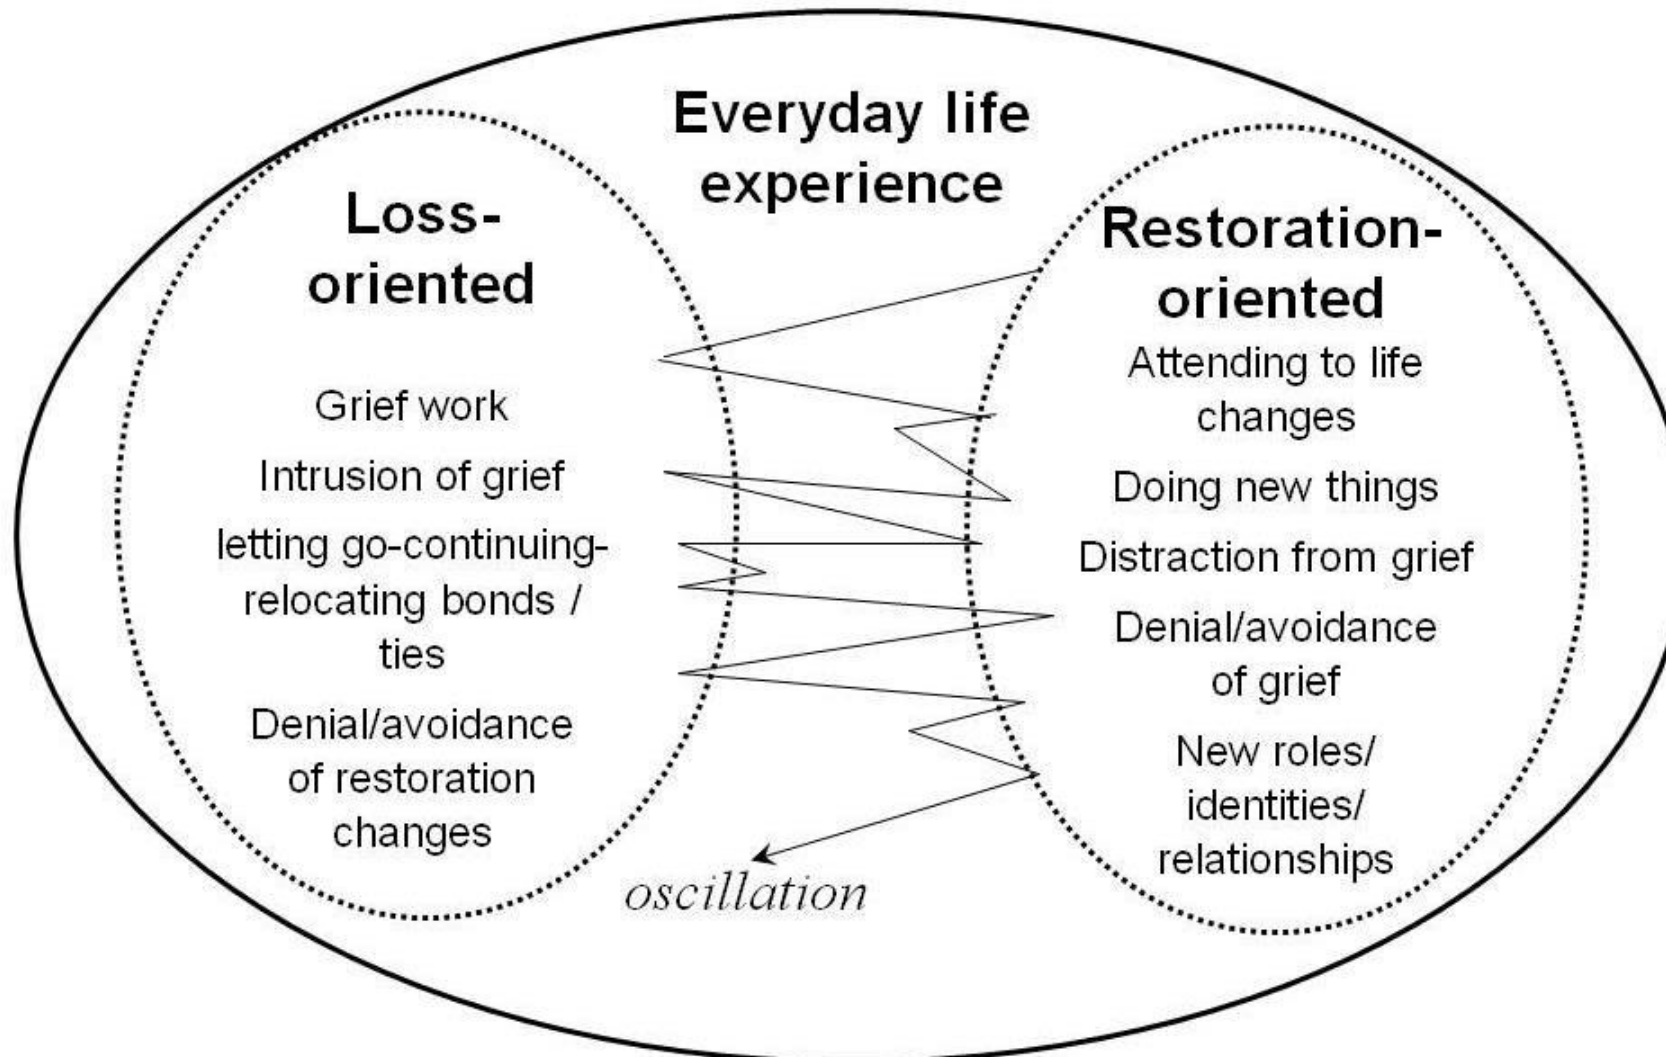 Everyday life
experience
Loss-
oriented
Grief work
Intrusion of grief
letting go-continuing-
relocating bonds /
ties
Denial/avoidance
of restoration
changes
Restoration-
oriented
Attending to life
changes
Doing new things
Distraction from grief
Denial/avoidance
of grief
New roles/
identities/
relationships
oscillation